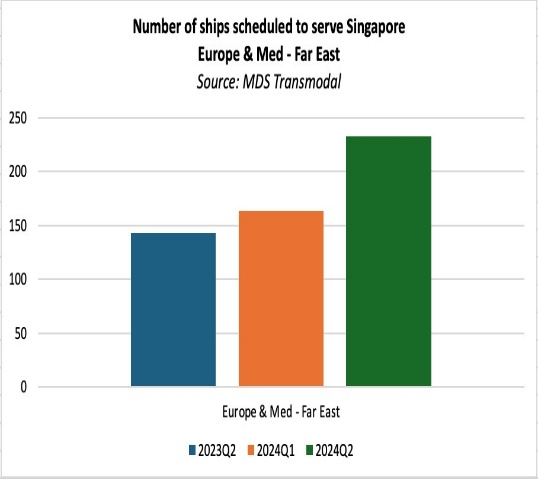 Number of ships scheduled to serve Singapore
Europe & Med - Far East
Source: MDS Transmodal
250
200
150
100
50
0
Europe & Med - Far East
2023Q2 2024Q1 2024Q2